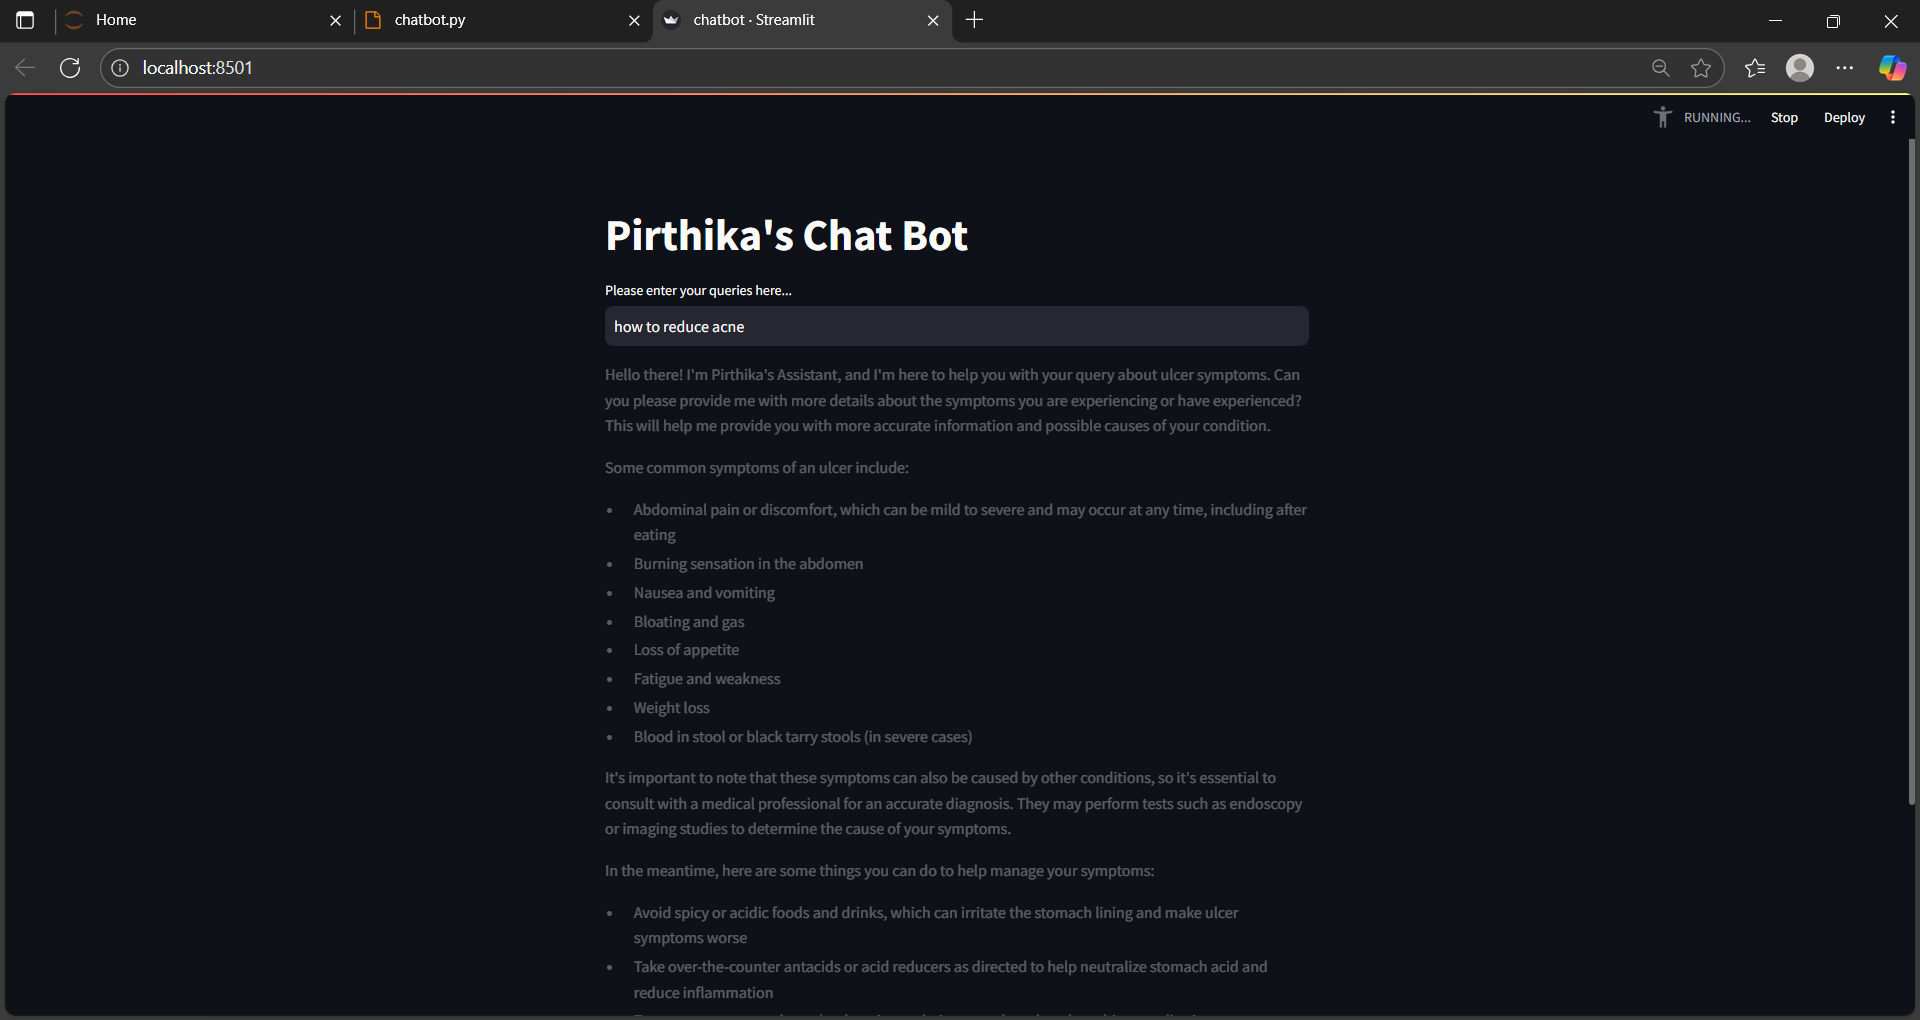 Home
chatbot.py
chatbot · Streamlit
localhost:8501
RUNNING...
Stop
Deploy
Pirthika's Chat Bot
Please enter your queries here...
how to reduce acne
Hello there! I'm Pirthika's Assistant, and I'm here to help you with your query about ulcer symptoms. Can
you please provide me with more details about the symptoms you are experiencing or have experienced?
This will help me provide you with more accurate information and possible causes of your condition.
Some common symptoms of an ulcer include:
• Abdominal pain or discomfort, which can be mild to severe and may occur at any time, including after
eating
• Burning sensation in the abdomen
• Nausea and vomiting
• Bloating and gas
• Loss of appetite
• Fatigue and weakness
• Weight loss
• Blood in stool or black tarry stools (in severe cases)
It's important to note that these symptoms can also be caused by other conditions, so it's essential to
consult with a medical professional for an accurate diagnosis. They may perform tests such as endoscopy
or imaging studies to determine the cause of your symptoms.
In the meantime, here are some things you can do to help manage your symptoms:
• Avoid spicy or acidic foods and drinks, which can irritate the stomach lining and make ulcer
symptoms worse
• Take over-the-counter antacids or acid reducers as directed to help neutralize stomach acid and
reduce inflammation